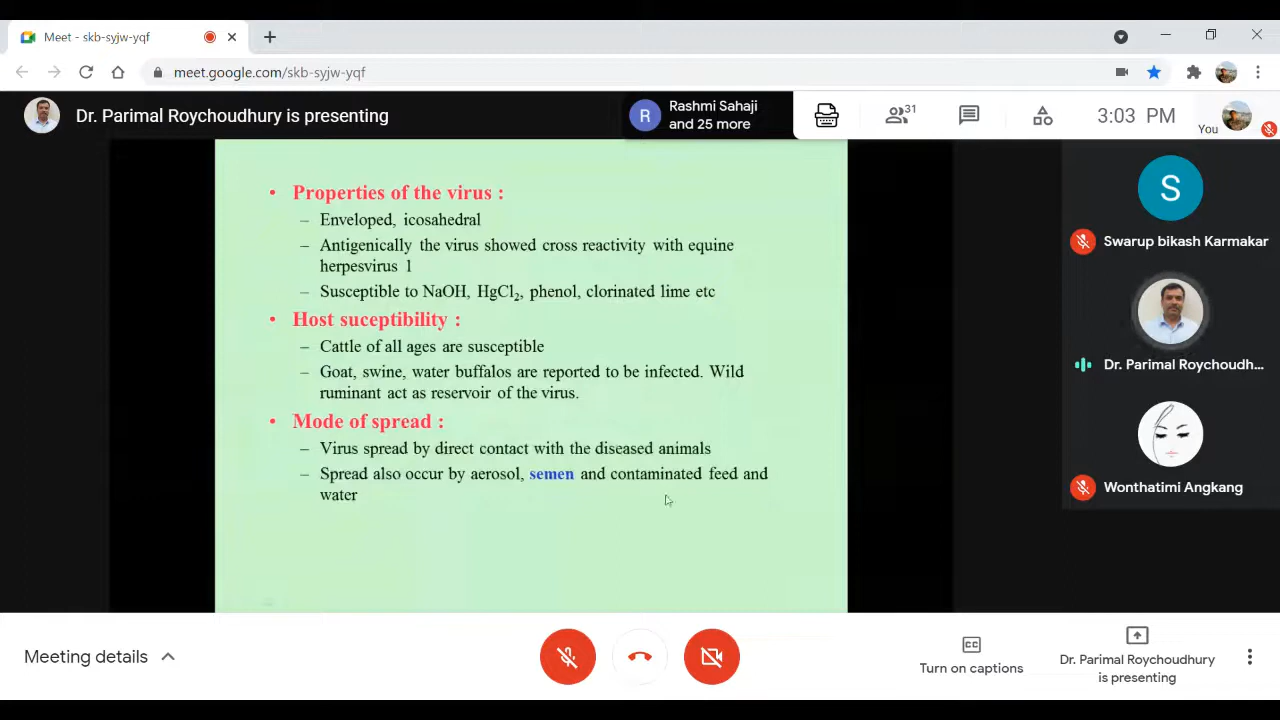 Meet - skb-syjw-yqf
meet.google.com/skb-syjw-yqf
Dr. Parimal Roychoudhury is presenting
R
Rashmi Sahaji
and 25 more
31
3:03 PM
You
• Properties of the virus :
– Enveloped, icosahedral
– Antigenically the virus showed cross reactivity with equine
herpesvirus 1
– Susceptible to NaOH, HgCl₂, phenol, clorinated lime etc
• Host suceptibility :
– Cattle of all ages are susceptible
– Goat, swine, water buffalos are reported to be infected. Wild
ruminant act as reservoir of the virus.
• Mode of spread :
– Virus spread by direct contact with the diseased animals
– Spread also occur by aerosol, semen and contaminated feed and
water
S
Swarup bikash Karmakar
Dr. Parimal Roychoudh...
Wonthatimi Angkang
Meeting details
CC
Turn on captions
Dr. Parimal Roychoudhury
is presenting